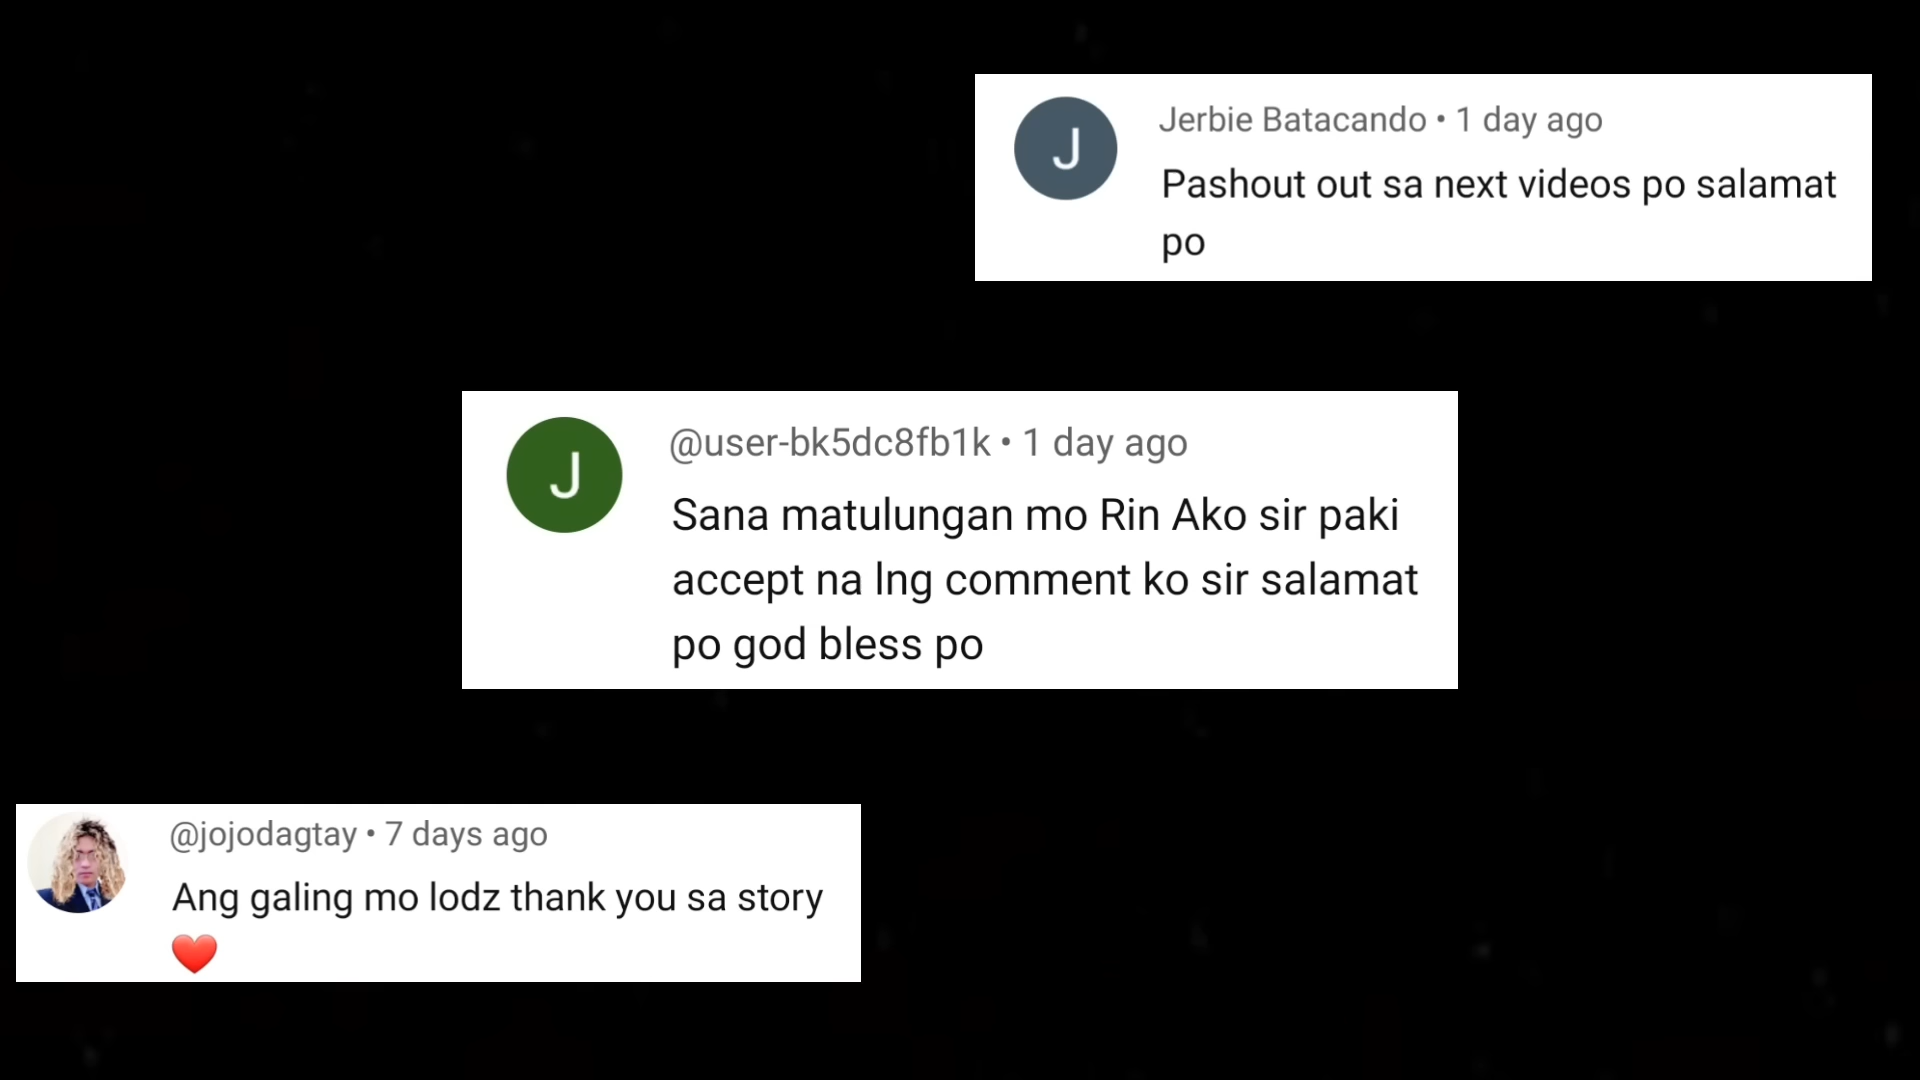 J
Jerbie Batacando • 1 day ago
Pashout out sa next videos po salamat
po
J
@user-bk5dc8fb1k • 1 day ago
Sana matulungan mo Rin Ako sir paki
accept na lng comment ko sir salamat
po god bless po
@jojodagtay • 7 days ago
Ang galing mo lodz thank you sa story
❤️